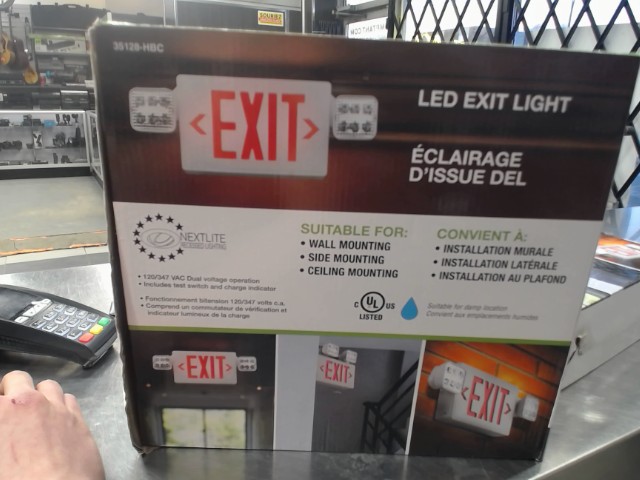 35128-HBC
EXIT
LED EXIT LIGHT
ÉCLAIRAGE
D'ISSUE DEL
NEXTLITE
RECESSED LIGHTING
SUITABLE FOR:
• WALL MOUNTING
• SIDE MOUNTING
• CEILING MOUNTING
CONVIENT À:
• INSTALLATION MURALE
• INSTALLATION LATÉRALE
• INSTALLATION AU PLAFOND
• 120/347 VAC Dual voltage operation
• Includes test switch and charge indicator
• Fonctionnement bitension 120/347 volts c.a.
• Comprend un commutateur de vérification et
indicateur lumineux de la charge
C UL US
LISTED
Suitable for damp location
Convient aux emplacements humides
EXIT
EXIT
EXIT